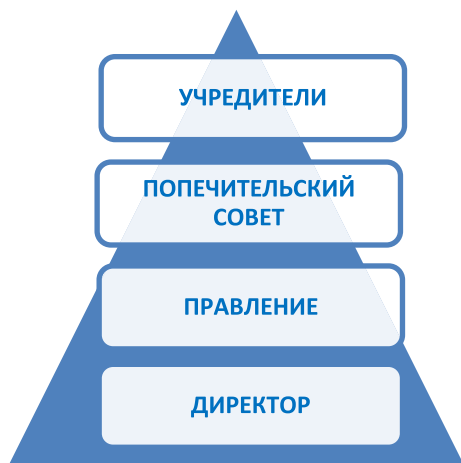 УЧРЕДИТЕЛИ
ПОПЕЧИТЕЛЬСКИЙ
СОВЕТ
ПРАВЛЕНИЕ
ДИРЕКТОР